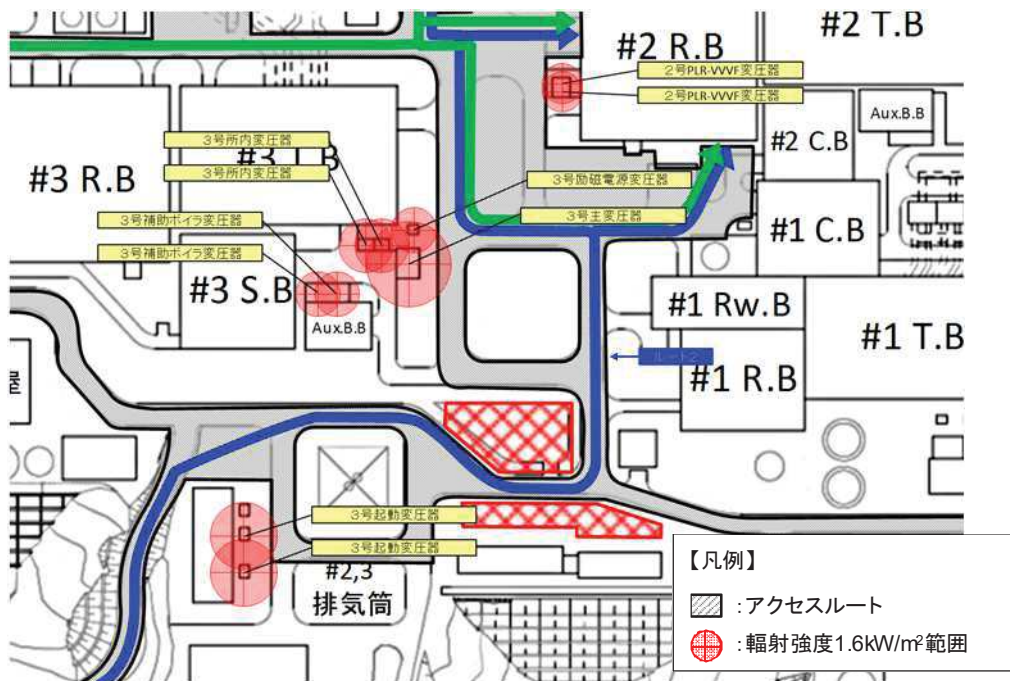 #2 T.B
#2 R.B
2号PLR-VVVF変圧器
2号PLR-VVVF変圧器
Aux.B.B
#2 C.B
3号所内変圧器
3号所内変圧器
#3 R.B
3号励磁電源変圧器
3号主変圧器
3号補助ボイラ変圧器
3号補助ボイラ変圧器
#1 C.B
#3 S.B
Aux.B.B
#1 Rw.B
#1 T.B
ルート2
#1 R.B
3号起動変圧器
3号起動変圧器
#2,3
排気筒
【凡例】
:アクセスルート
:輻射強度1.6kW/m²範囲